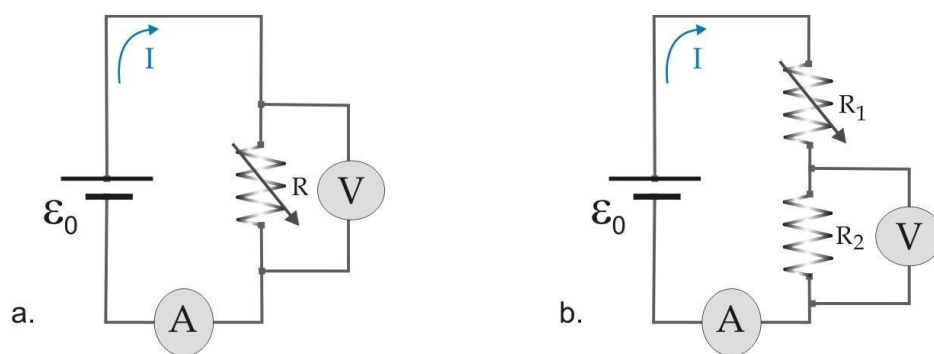 I
R
V
ε₀
A
a.
I
R₁
R₂
V
ε₀
A
b.